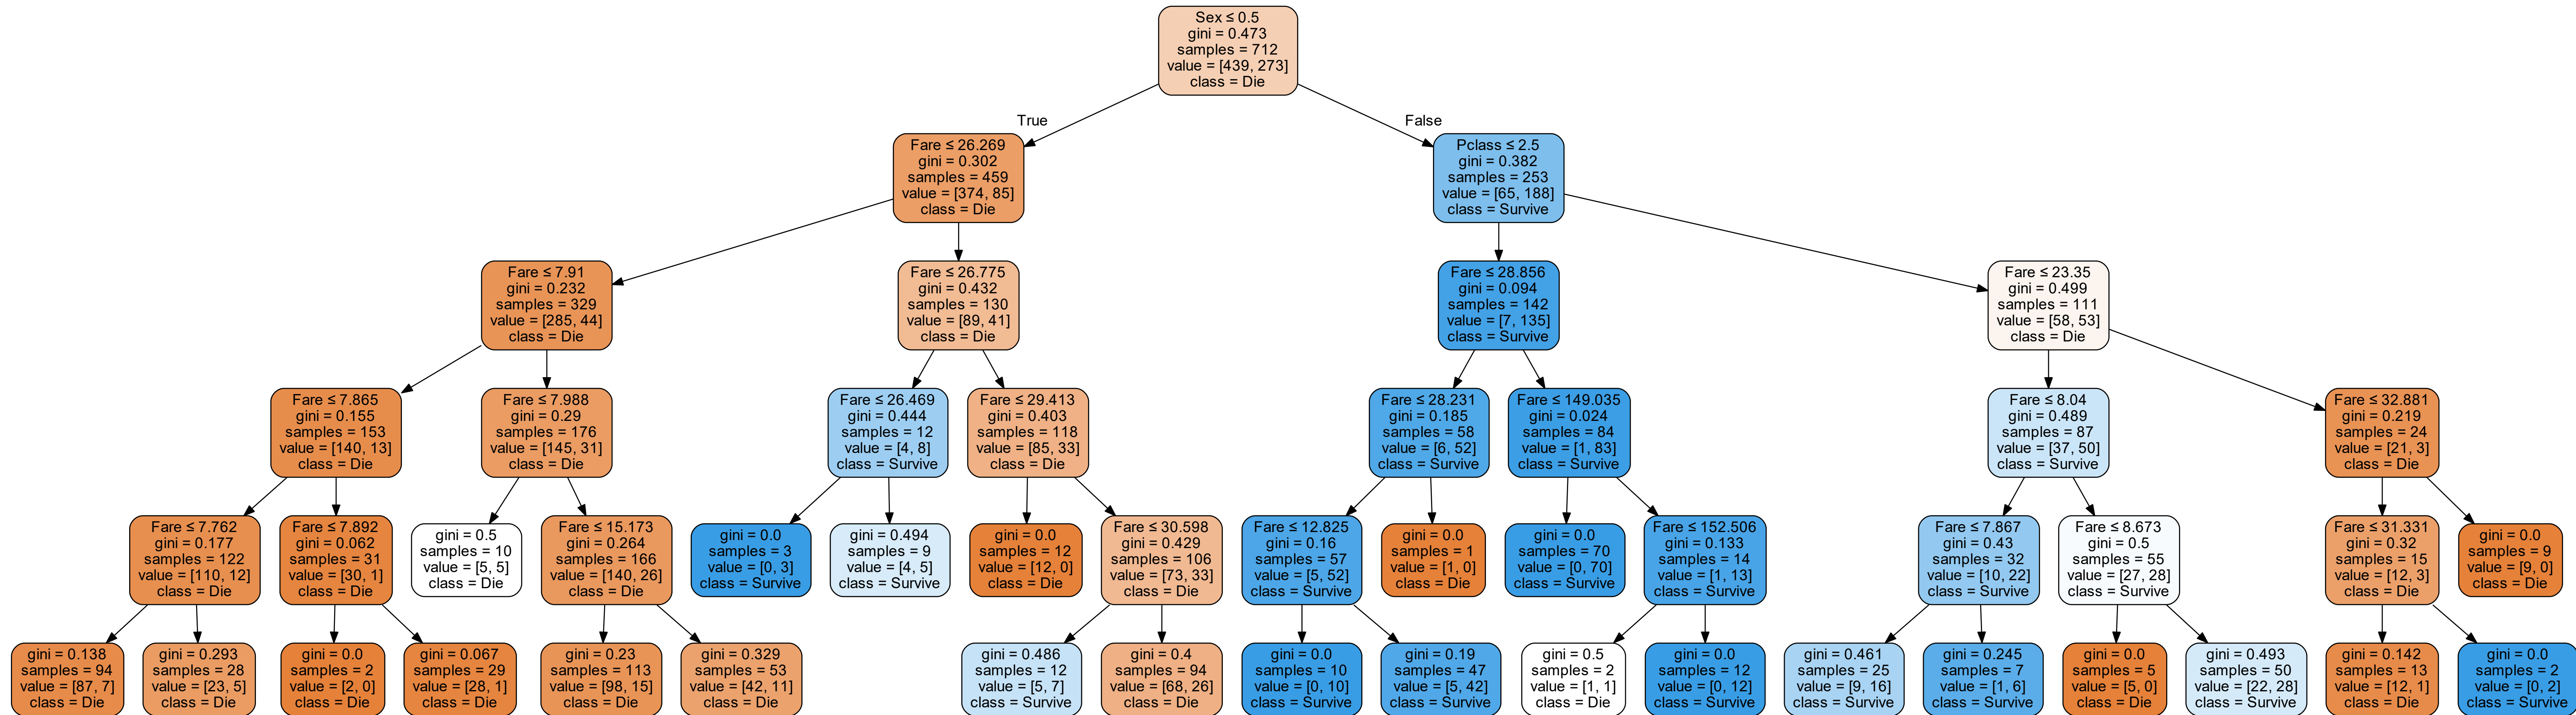 Sex ≤ 0.5
gini = 0.473
samples = 712
value = [439, 273]
class = Die
True
False
Fare ≤ 26.269
gini = 0.302
samples = 459
value = [374, 85]
class = Die
Pclass ≤ 2.5
gini = 0.382
samples = 253
value = [65, 188]
class = Survive
Fare ≤ 7.91
gini = 0.232
samples = 329
value = [285, 44]
class = Die
Fare ≤ 26.775
gini = 0.432
samples = 130
value = [89, 41]
class = Die
Fare ≤ 28.856
gini = 0.094
samples = 142
value = [7, 135]
class = Survive
Fare ≤ 23.35
gini = 0.499
samples = 111
value = [58, 53]
class = Die
Fare ≤ 7.865
gini = 0.155
samples = 153
value = [140, 13]
class = Die
Fare ≤ 7.988
gini = 0.29
samples = 176
value = [145, 31]
class = Die
Fare ≤ 26.469
gini = 0.444
samples = 12
value = [4, 8]
class = Survive
Fare ≤ 29.413
gini = 0.403
samples = 118
value = [85, 33]
class = Die
Fare ≤ 28.231
gini = 0.185
samples = 58
value = [6, 52]
class = Survive
Fare ≤ 149.035
gini = 0.024
samples = 84
value = [1, 83]
class = Survive
Fare ≤ 8.04
gini = 0.489
samples = 87
value = [37, 50]
class = Survive
Fare ≤ 32.881
gini = 0.219
samples = 24
value = [21, 3]
class = Die
Fare ≤ 7.762
gini = 0.177
samples = 122
value = [110, 12]
class = Die
Fare ≤ 7.892
gini = 0.062
samples = 31
value = [30, 1]
class = Die
gini = 0.5
samples = 10
value = [5, 5]
class = Die
Fare ≤ 15.173
gini = 0.264
samples = 166
value = [140, 26]
class = Die
gini = 0.0
samples = 3
value = [0, 3]
class = Survive
gini = 0.494
samples = 9
value = [4, 5]
class = Survive
gini = 0.0
samples = 12
value = [12, 0]
class = Die
Fare ≤ 30.598
gini = 0.429
samples = 106
value = [73, 33]
class = Die
Fare ≤ 12.825
gini = 0.16
samples = 57
value = [5, 52]
class = Survive
gini = 0.0
samples = 1
value = [1, 0]
class = Die
gini = 0.0
samples = 70
value = [0, 70]
class = Survive
Fare ≤ 152.506
gini = 0.133
samples = 14
value = [1, 13]
class = Survive
Fare ≤ 7.867
gini = 0.43
samples = 32
value = [10, 22]
class = Survive
Fare ≤ 8.673
gini = 0.5
samples = 55
value = [27, 28]
class = Survive
Fare ≤ 31.331
gini = 0.32
samples = 15
value = [12, 3]
class = Die
gini = 0.0
samples = 9
value = [9, 0]
class = Die
gini = 0.138
samples = 94
value = [87, 7]
class = Die
gini = 0.293
samples = 28
value = [23, 5]
class = Die
gini = 0.0
samples = 2
value = [2, 0]
class = Die
gini = 0.067
samples = 29
value = [28, 1]
class = Die
gini = 0.23
samples = 113
value = [98, 15]
class = Die
gini = 0.329
samples = 53
value = [42, 11]
class = Die
gini = 0.486
samples = 12
value = [5, 7]
class = Survive
gini = 0.4
samples = 94
value = [68, 26]
class = Die
gini = 0.0
samples = 10
value = [0, 10]
class = Survive
gini = 0.19
samples = 47
value = [5, 42]
class = Survive
gini = 0.5
samples = 2
value = [1, 1]
class = Die
gini = 0.0
samples = 12
value = [0, 12]
class = Survive
gini = 0.461
samples = 25
value = [9, 16]
class = Survive
gini = 0.245
samples = 7
value = [1, 6]
class = Survive
gini = 0.0
samples = 5
value = [5, 0]
class = Die
gini = 0.493
samples = 50
value = [22, 28]
class = Survive
gini = 0.142
samples = 13
value = [12, 1]
class = Die
gini = 0.0
samples = 2
value = [0, 2]
class = Survive